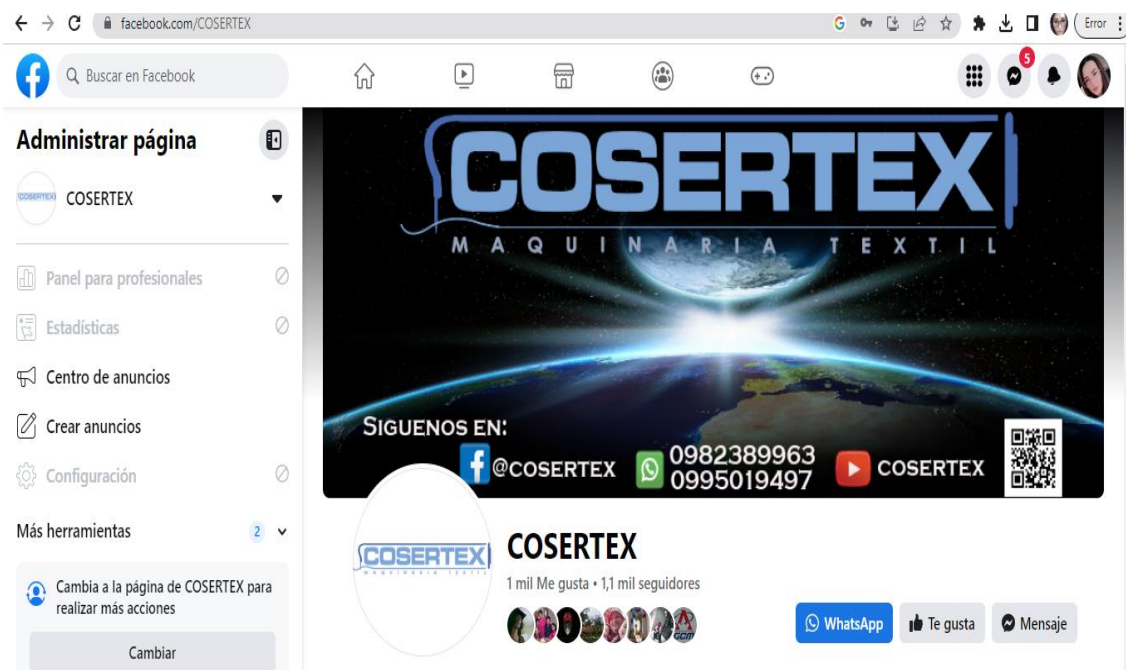 facebook.com/COSERTEX
Error
Buscar en Facebook
5
Administrar página
COSERTEX
COSERTEX
Panel para profesionales
Estadísticas
Centro de anuncios
Crear anuncios
Configuración
Más herramientas
2
Cambia a la página de COSERTEX para
realizar más acciones
Cambiar
COSERTEX
MAQUINARIA TEXTIL
SIGUENOS EN:
@COSERTEX
0982389963
0995019497
COSERTEX
COSERTEX
MAQUINARIA TEXTIL
COSERTEX
1 mil Me gusta • 1,1 mil seguidores
GCM
WhatsApp
Te gusta
Mensaje